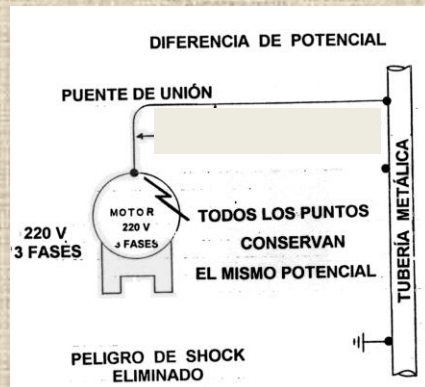 DIFERENCIA DE POTENCIAL
PUENTE DE UNIÓN
MOTOR
220 V
3 FASES
220 V
3 FASES
TODOS LOS PUNTOS
CONSERVAN
EL MISMO POTENCIAL
TUBERÍA METÁLICA
PELIGRO DE SHOCK
ELIMINADO